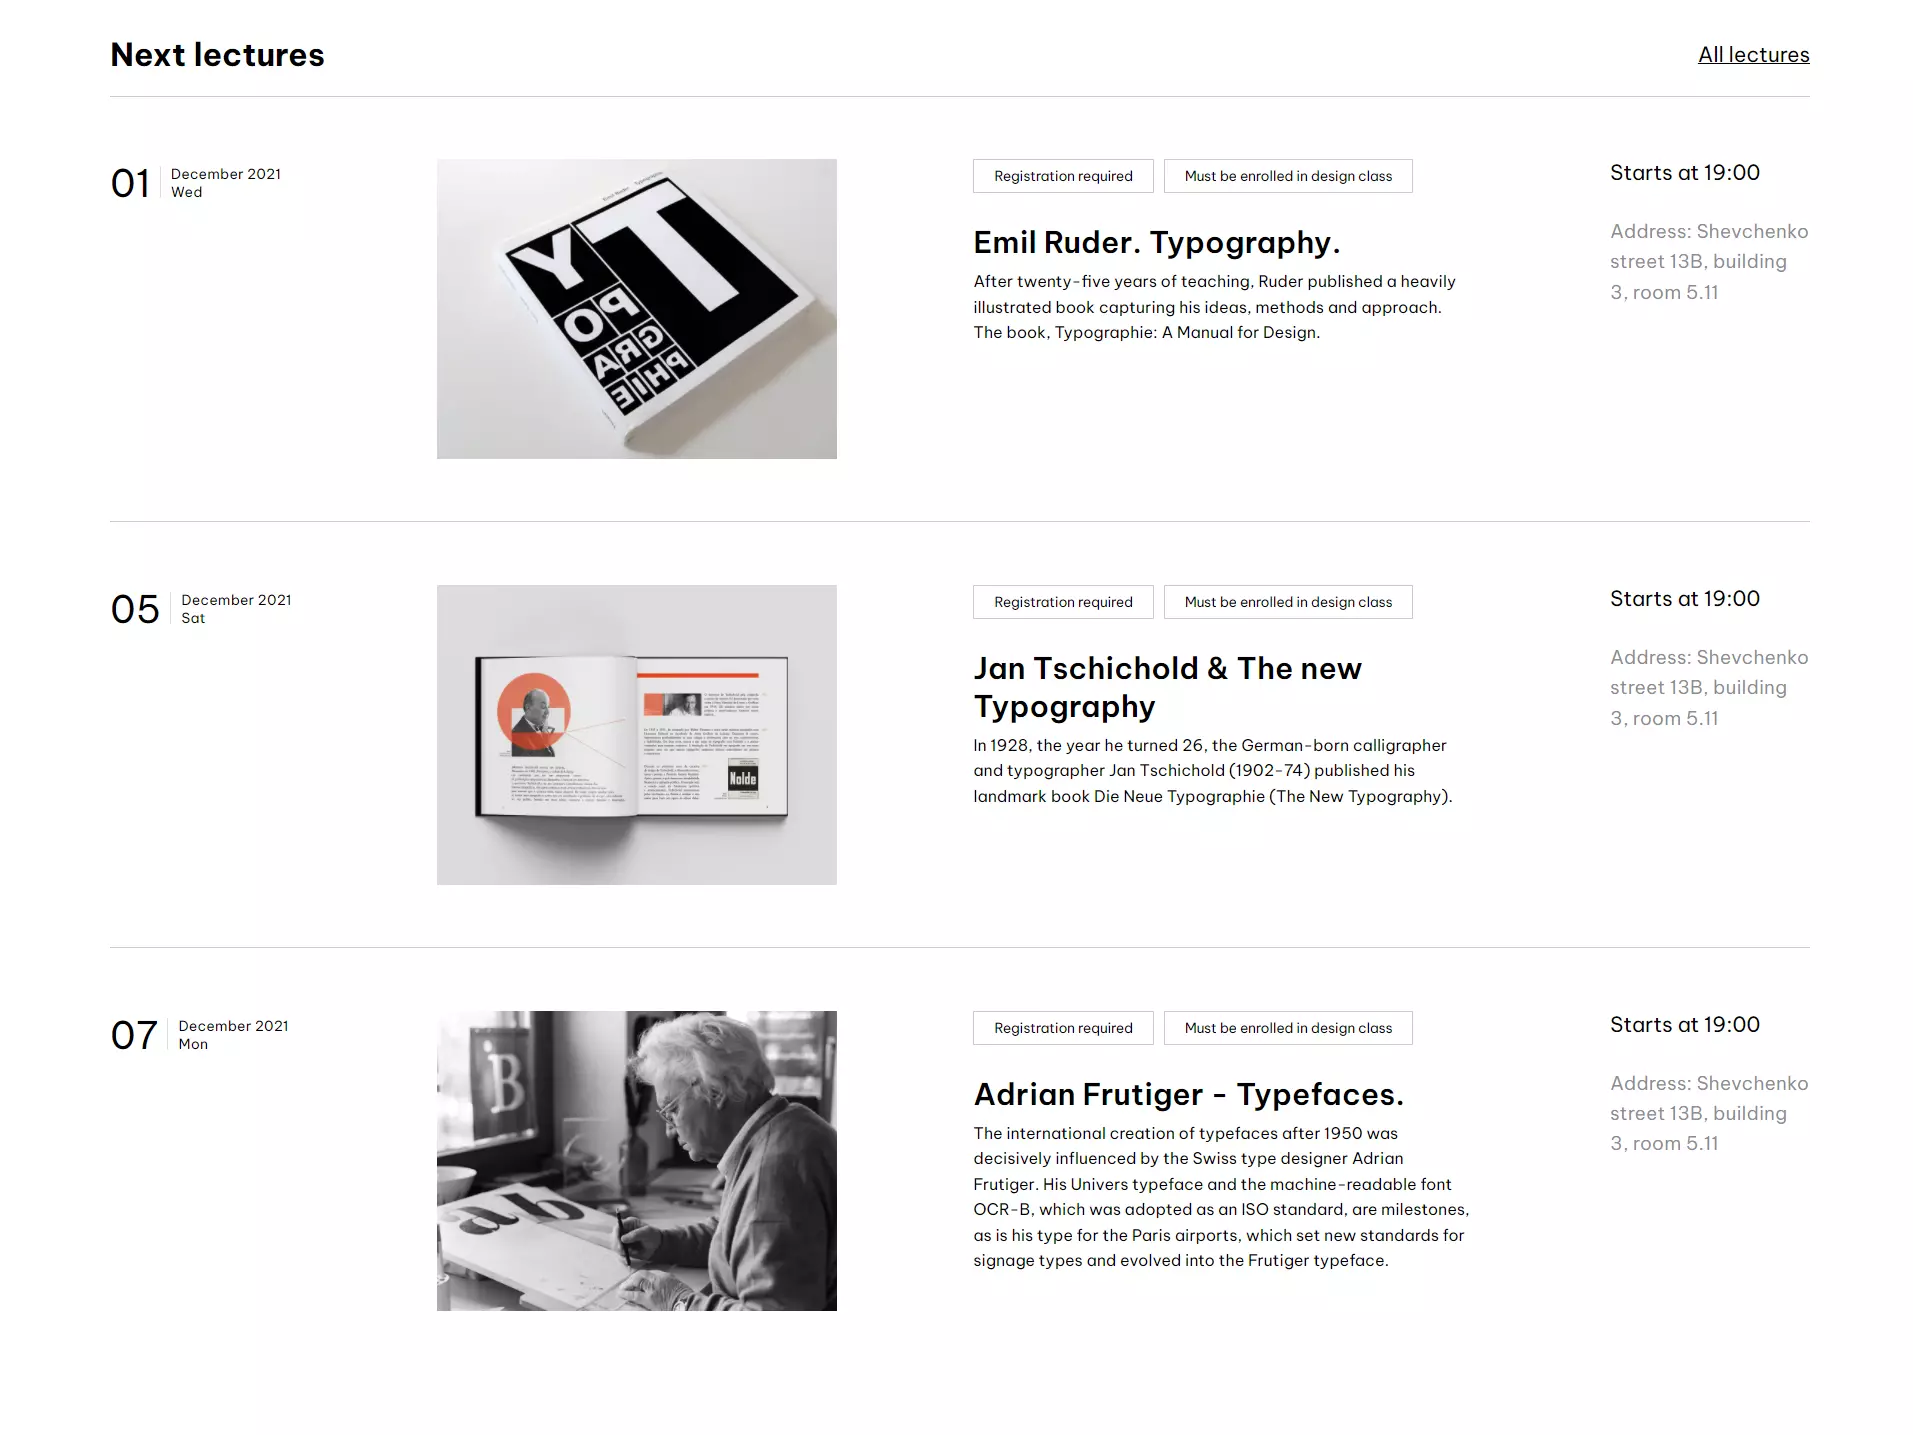 Next lectures
All lectures
01
December 2021
Wed
Emil Ruder Typographie
T
Y
PO
GRA
PHIE
Registration required
Must be enrolled in design class
Emil Ruder. Typography.
After twenty-five years of teaching, Ruder published a heavily
illustrated book capturing his ideas, methods and approach.
The book, Typographie: A Manual for Design.
Starts at 19:00
Address: Shevchenko
street 13B, building
3, room 5.11
05
December 2021
Sat
Nolde
Registration required
Must be enrolled in design class
Jan Tschichold & The new
Typography
In 1928, the year he turned 26, the German-born calligrapher
and typographer Jan Tschichold (1902-74) published his
landmark book Die Neue Typographie (The New Typography).
Starts at 19:00
Address: Shevchenko
street 13B, building
3, room 5.11
07
December 2021
Mon
B
ab
Registration required
Must be enrolled in design class
Adrian Frutiger - Typefaces.
The international creation of typefaces after 1950 was
decisively influenced by the Swiss type designer Adrian
Frutiger. His Univers typeface and the machine-readable font
OCR-B, which was adopted as an ISO standard, are milestones,
as is his type for the Paris airports, which set new standards for
signage types and evolved into the Frutiger typeface.
Starts at 19:00
Address: Shevchenko
street 13B, building
3, room 5.11